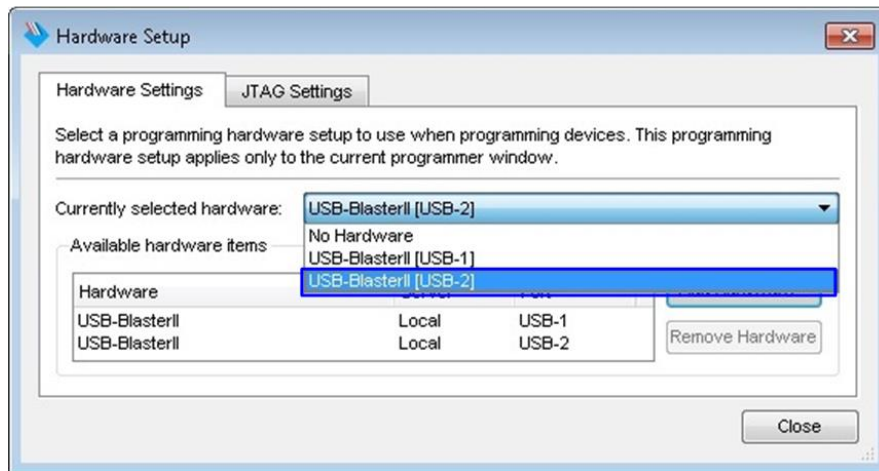 Hardware Setup
Hardware Settings
JTAG Settings
Select a programming hardware setup to use when programming devices. This programming
hardware setup applies only to the current programmer window.
Currently selected hardware:
USB-BlasterII [USB-2]
No Hardware
USB-BlasterII [USB-1]
USB-BlasterII [USB-2]
Available hardware items
Hardware
USB-BlasterII Local USB-1
USB-BlasterII Local USB-2
Remove Hardware
Close